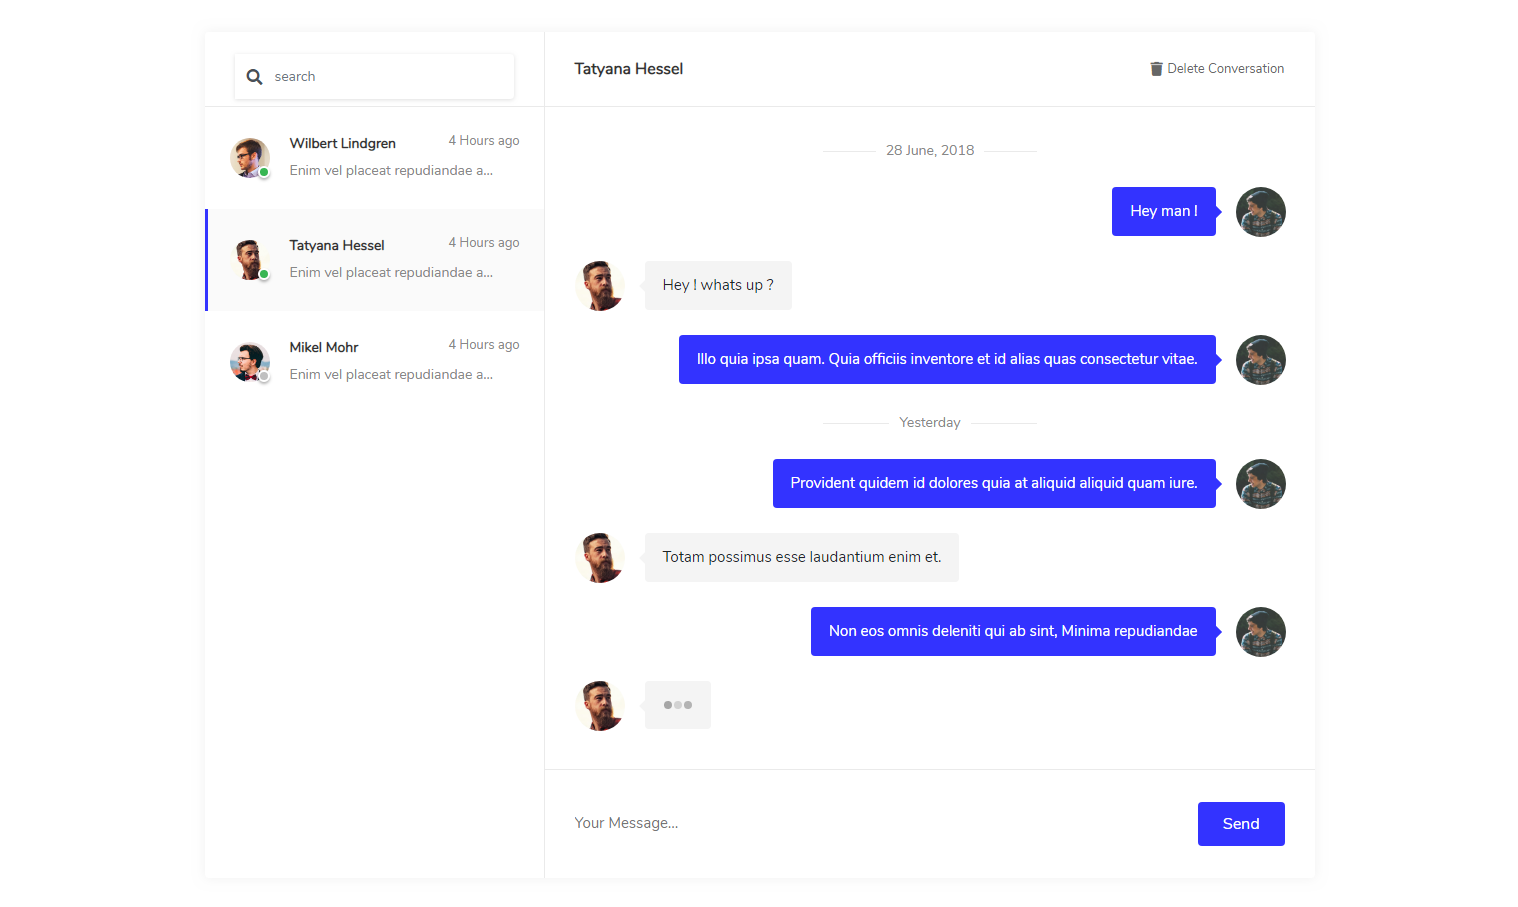 search
Tatyana Hessel
Delete Conversation
Wilbert Lindgren
4 Hours ago
Enim vel placeat repudiandae a...
Tatyana Hessel
4 Hours ago
Enim vel placeat repudiandae a...
Mikel Mohr
4 Hours ago
Enim vel placeat repudiandae a...
28 June, 2018
Hey man !
Hey ! whats up ?
Illo quia ipsa quam. Quia officiis inventore et id alias quas consectetur vitae.
Yesterday
Provident quidem id dolores quia at aliquid aliquid quam iure.
Totam possimus esse laudantium enim et.
Non eos omnis deleniti qui ab sint, Minima repudiandae
Your Message...
Send